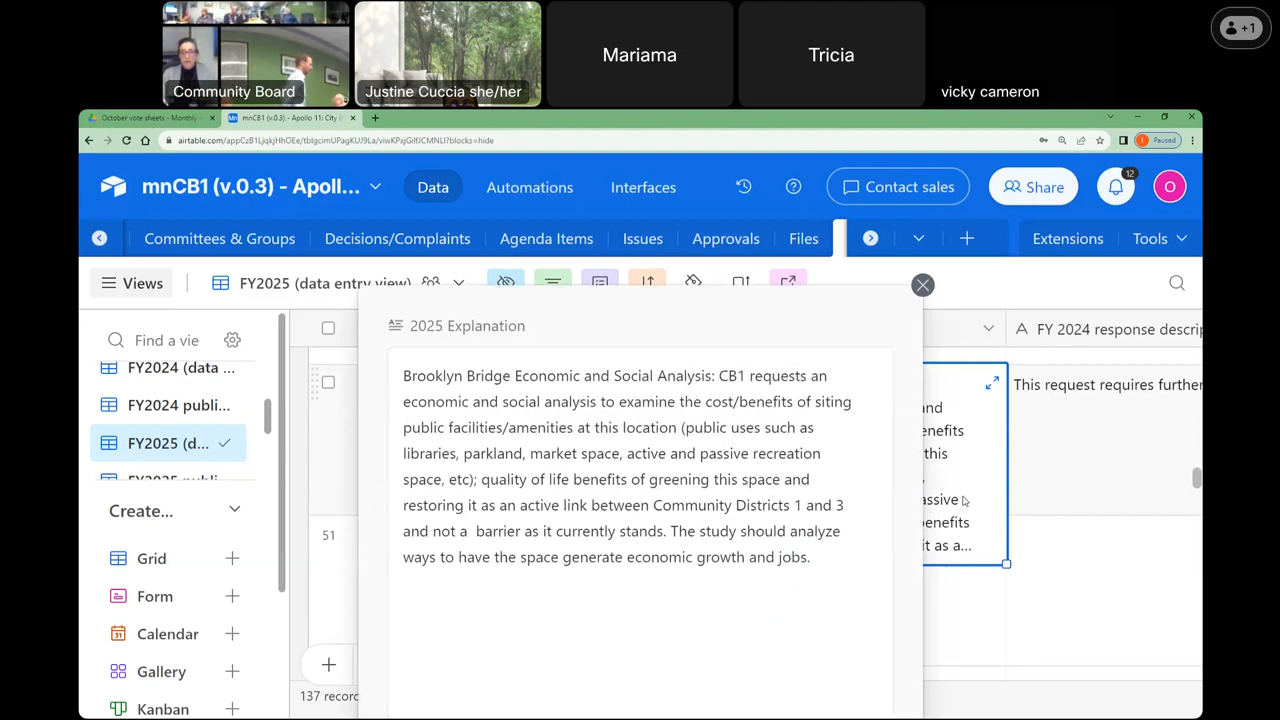 +1
Mariama
Tricia
Community Board
Justine Cuccia she/her
vicky cameron
October vote sheets - Monthly
mnCB1 (v.0.3) - Apollo 11: City B
airtable.com/appCzB1LjqkjHhOEe/tblgcimUPagKUJ9La/viwKPxjGilfJCMNLI?blocks=hide
Paused
mnCB1 (v.0.3) - Apoll...
Data
Automations
Interfaces
Contact sales
Share
12
O
Committees & Groups
Decisions/Complaints
Agenda Items
Issues
Approvals
Files
Extensions
Tools
Views
FY2025 (data entry view)
Find a vie
FY2024 (data ...
FY2024 publi...
FY2025 (d...
Create...
Grid
Form
Calendar
Gallery
Kanban
51
137 record
2025 Explanation
Brooklyn Bridge Economic and Social Analysis: CB1 requests an
economic and social analysis to examine the cost/benefits of siting
public facilities/amenities at this location (public uses such as
libraries, parkland, market space, active and passive recreation
space, etc); quality of life benefits of greening this space and
restoring it as an active link between Community Districts 1 and 3
and not a barrier as it currently stands. The study should analyze
ways to have the space generate economic growth and jobs.
and
enefits
this
assive
enefits
it as a...
FY 2024 response descrip
This request requires further